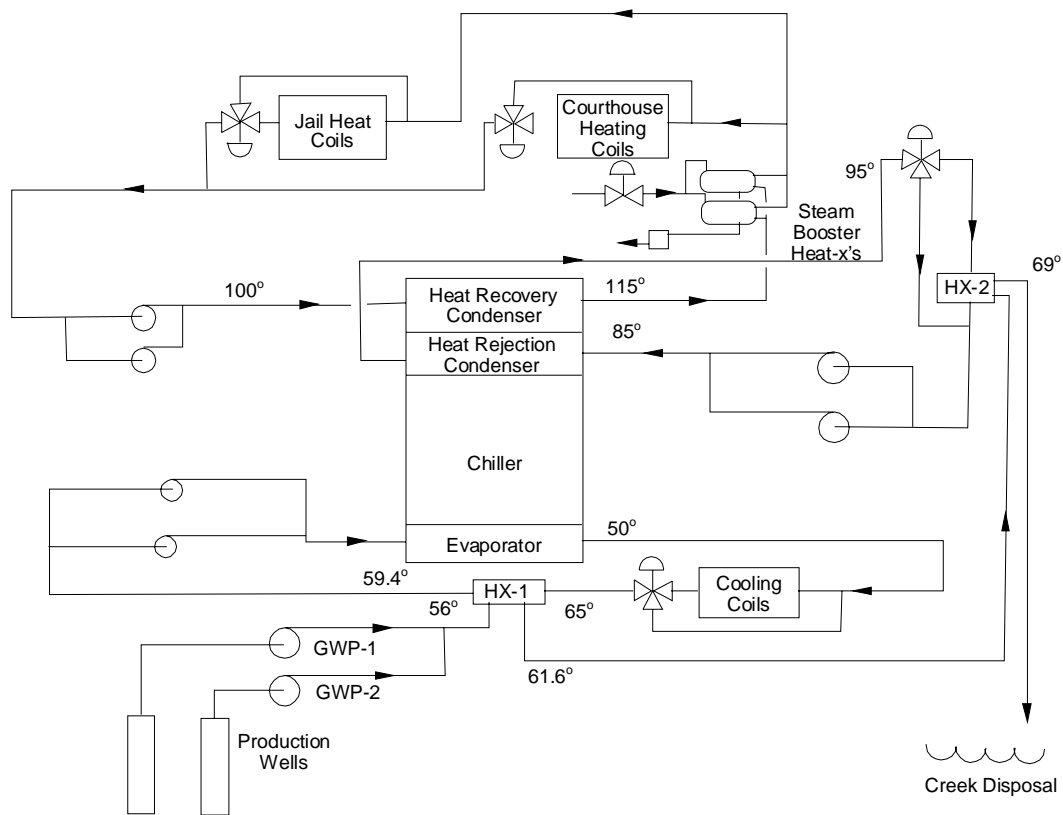 Jail Heat
Coils
Courthouse
Heating
Coils
95°
Steam
Booster
Heat-x's
69°
HX-2
100°
Heat Recovery
Condenser
115°
Heat Rejection
Condenser
85°
Chiller
Evaporator
50°
59.4°
HX-1
56°
65°
Cooling
Coils
GWP-1
61.6°
GWP-2
Production
Wells
Creek Disposal